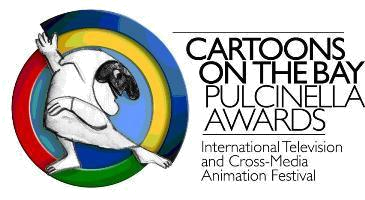 CARTOONS
ON THE BAY
PULCINELLA
AWARDS
International Television
and Cross-Media
Animation Festival